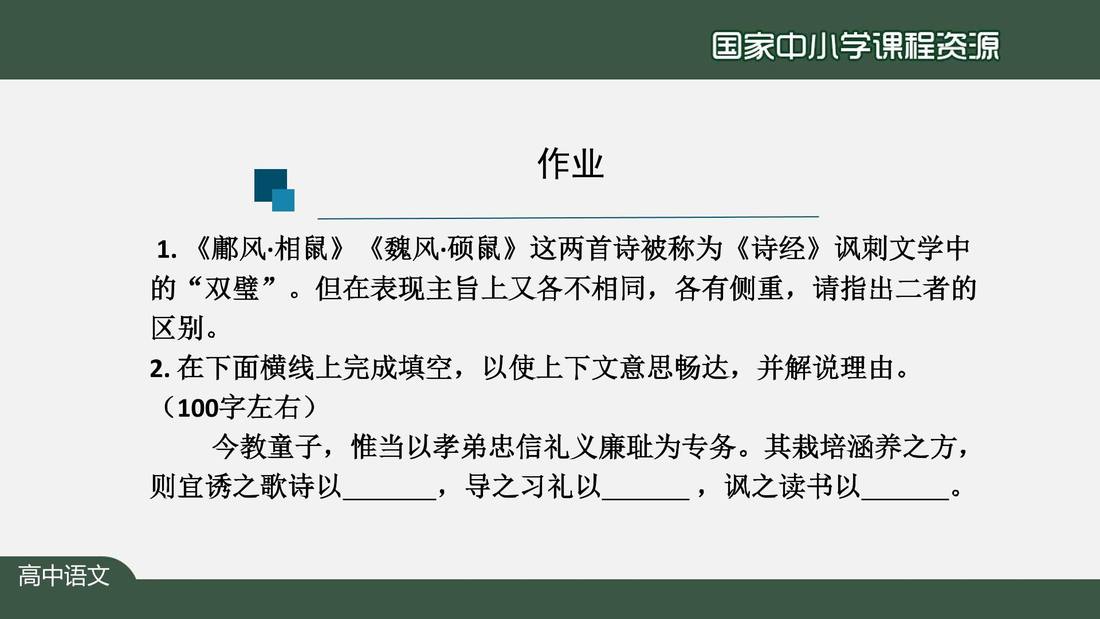 国家中小学课程资源
作业
1. 《鄘风·相鼠》《魏风·硕鼠》这两首诗被称为《诗经》讽刺文学中
的“双璧”。但在表现主旨上又各不相同，各有侧重，请指出二者的
区别。
2. 在下面横线上完成填空，以使上下文意思畅达，并解说理由。
（100字左右）
今教童子，惟当以孝弟忠信礼义廉耻为专务。其栽培涵养之方，
则宜诱之歌诗以_______，导之习礼以_______，讽之读书以_______。
高中语文